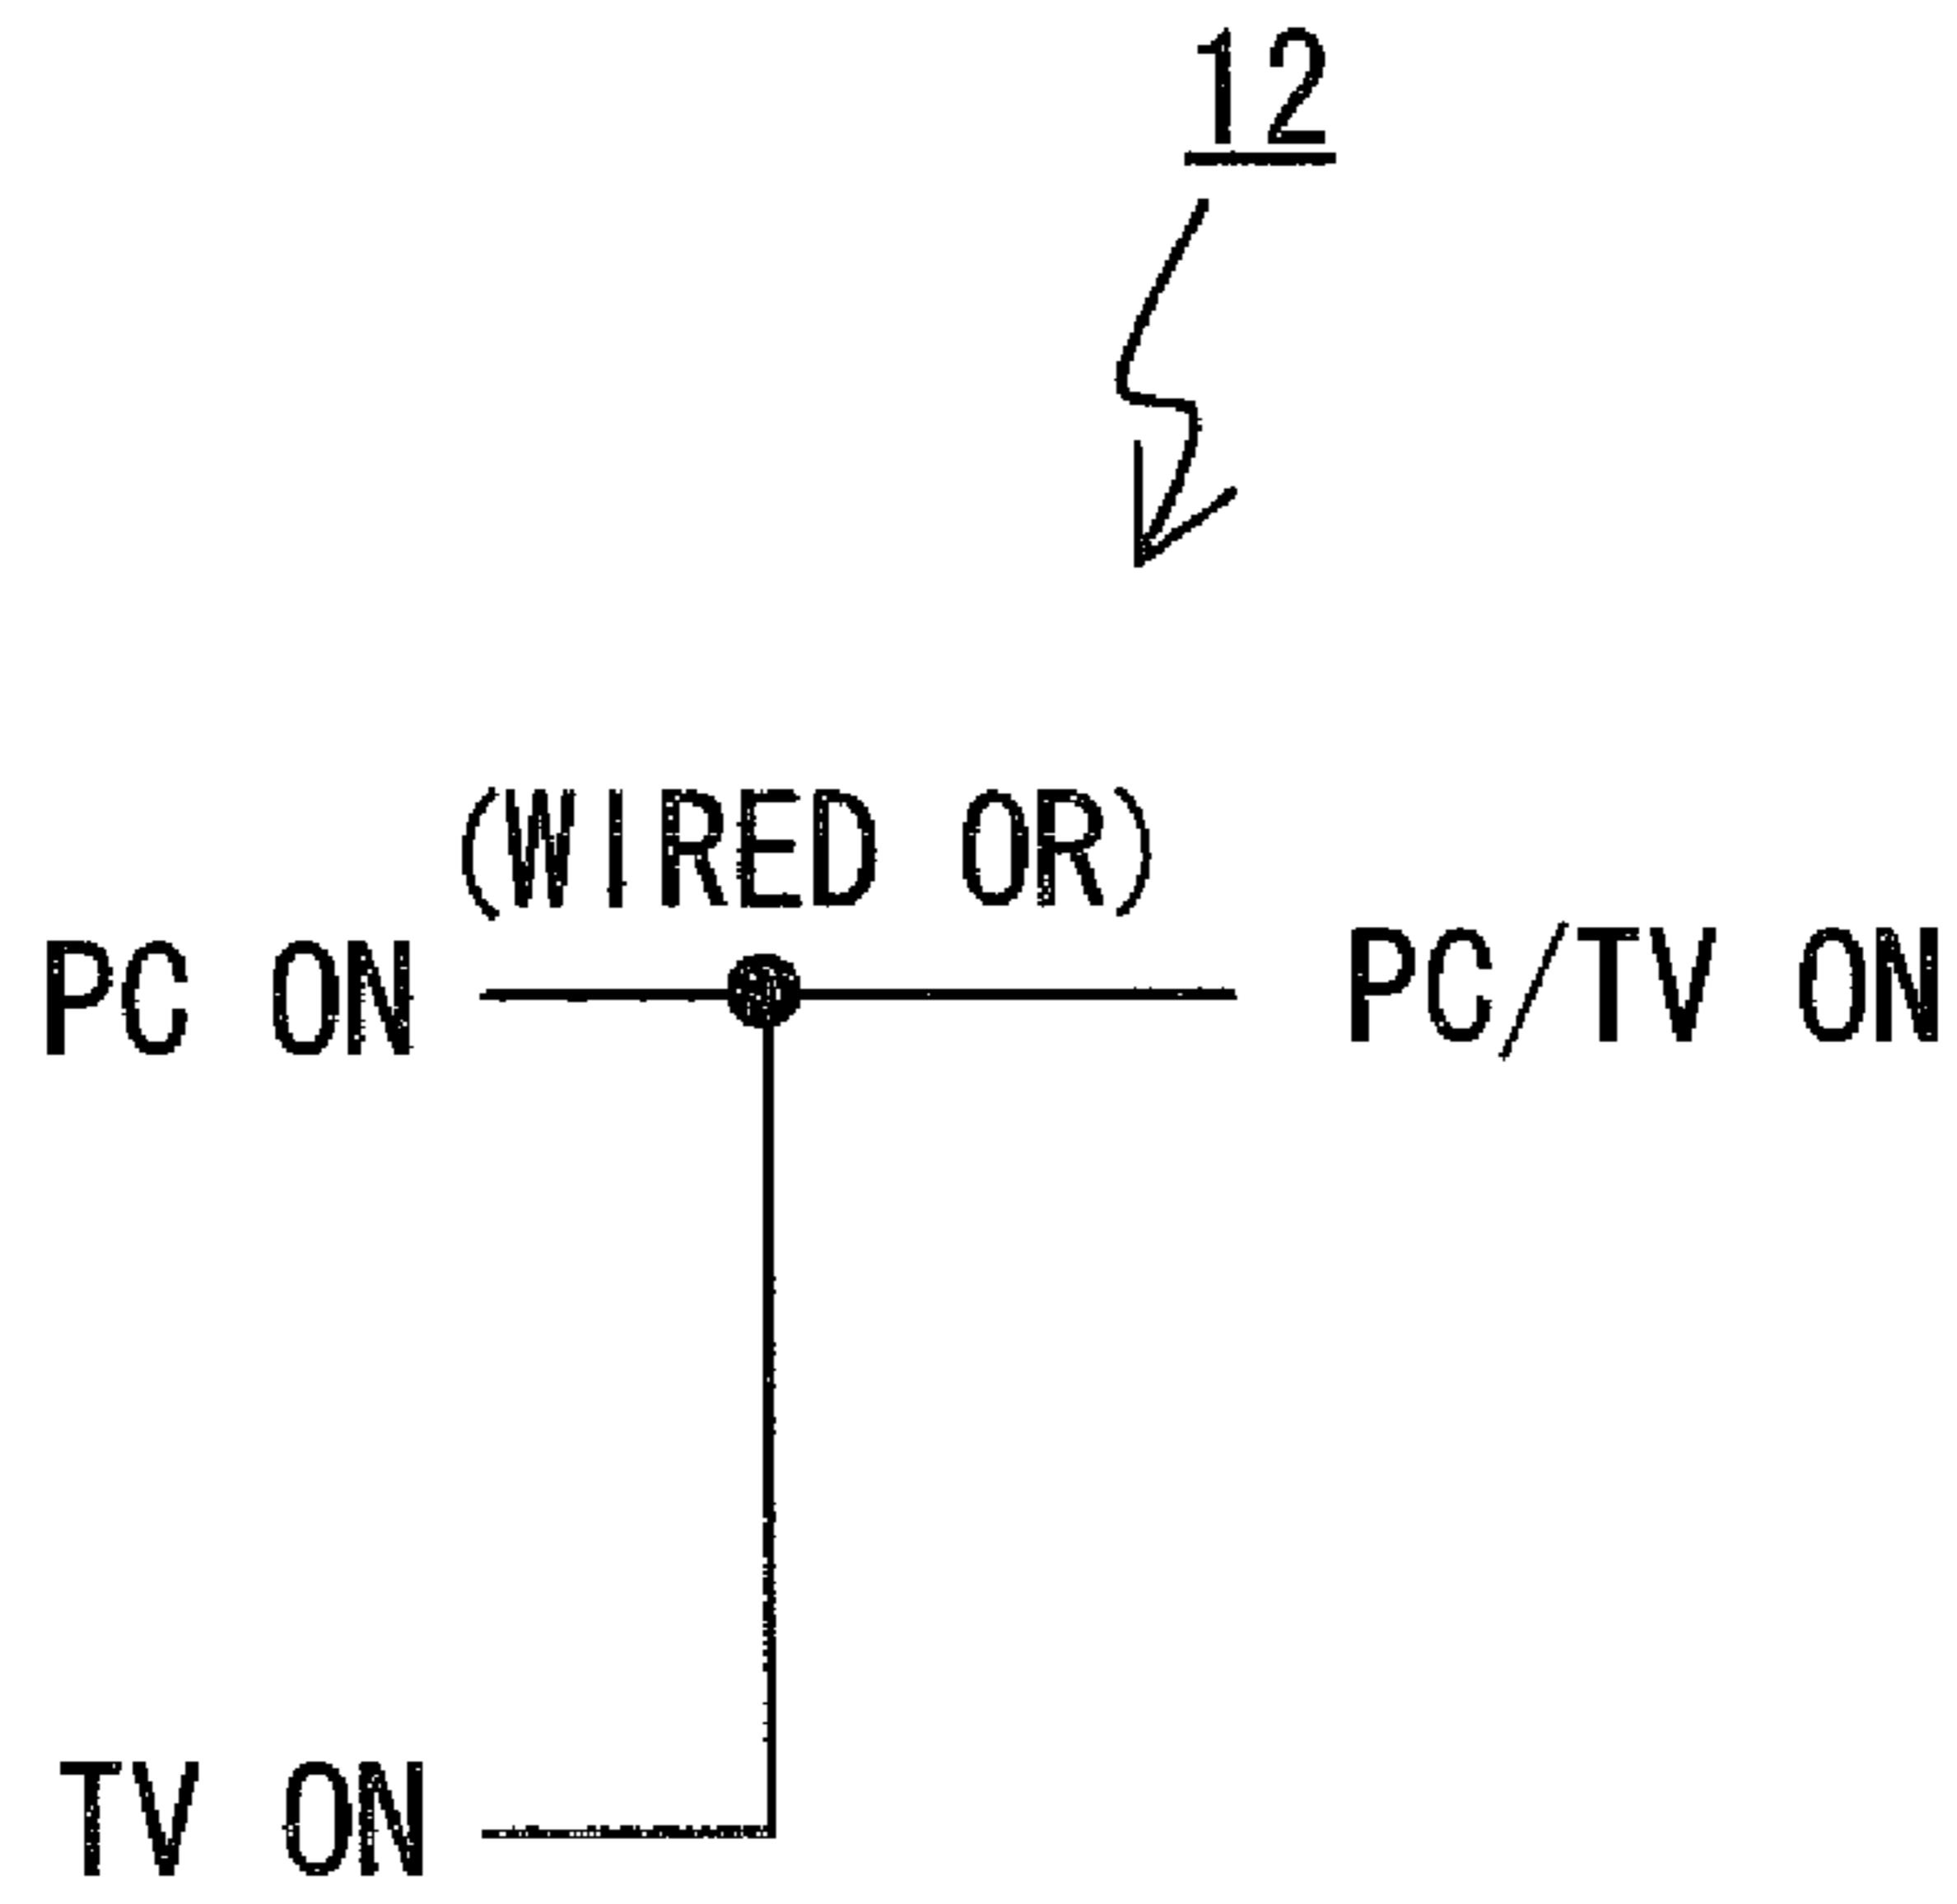 12
(WIRED OR)
PC ON
PC/TV ON
TV ON